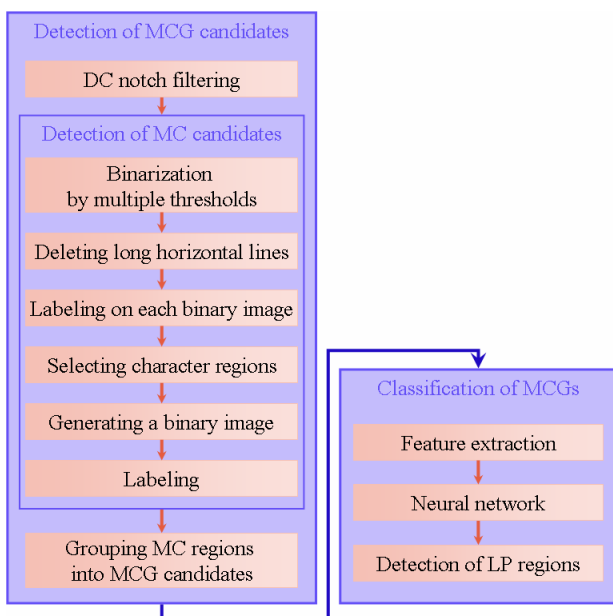 Detection of MCG candidates
DC notch filtering
Detection of MC candidates
Binarization
by multiple thresholds
Deleting long horizontal lines
Labeling on each binary image
Selecting character regions
Generating a binary image
Labeling
Grouping MC regions
into MCG candidates
Classification of MCGs
Feature extraction
Neural network
Detection of LP regions